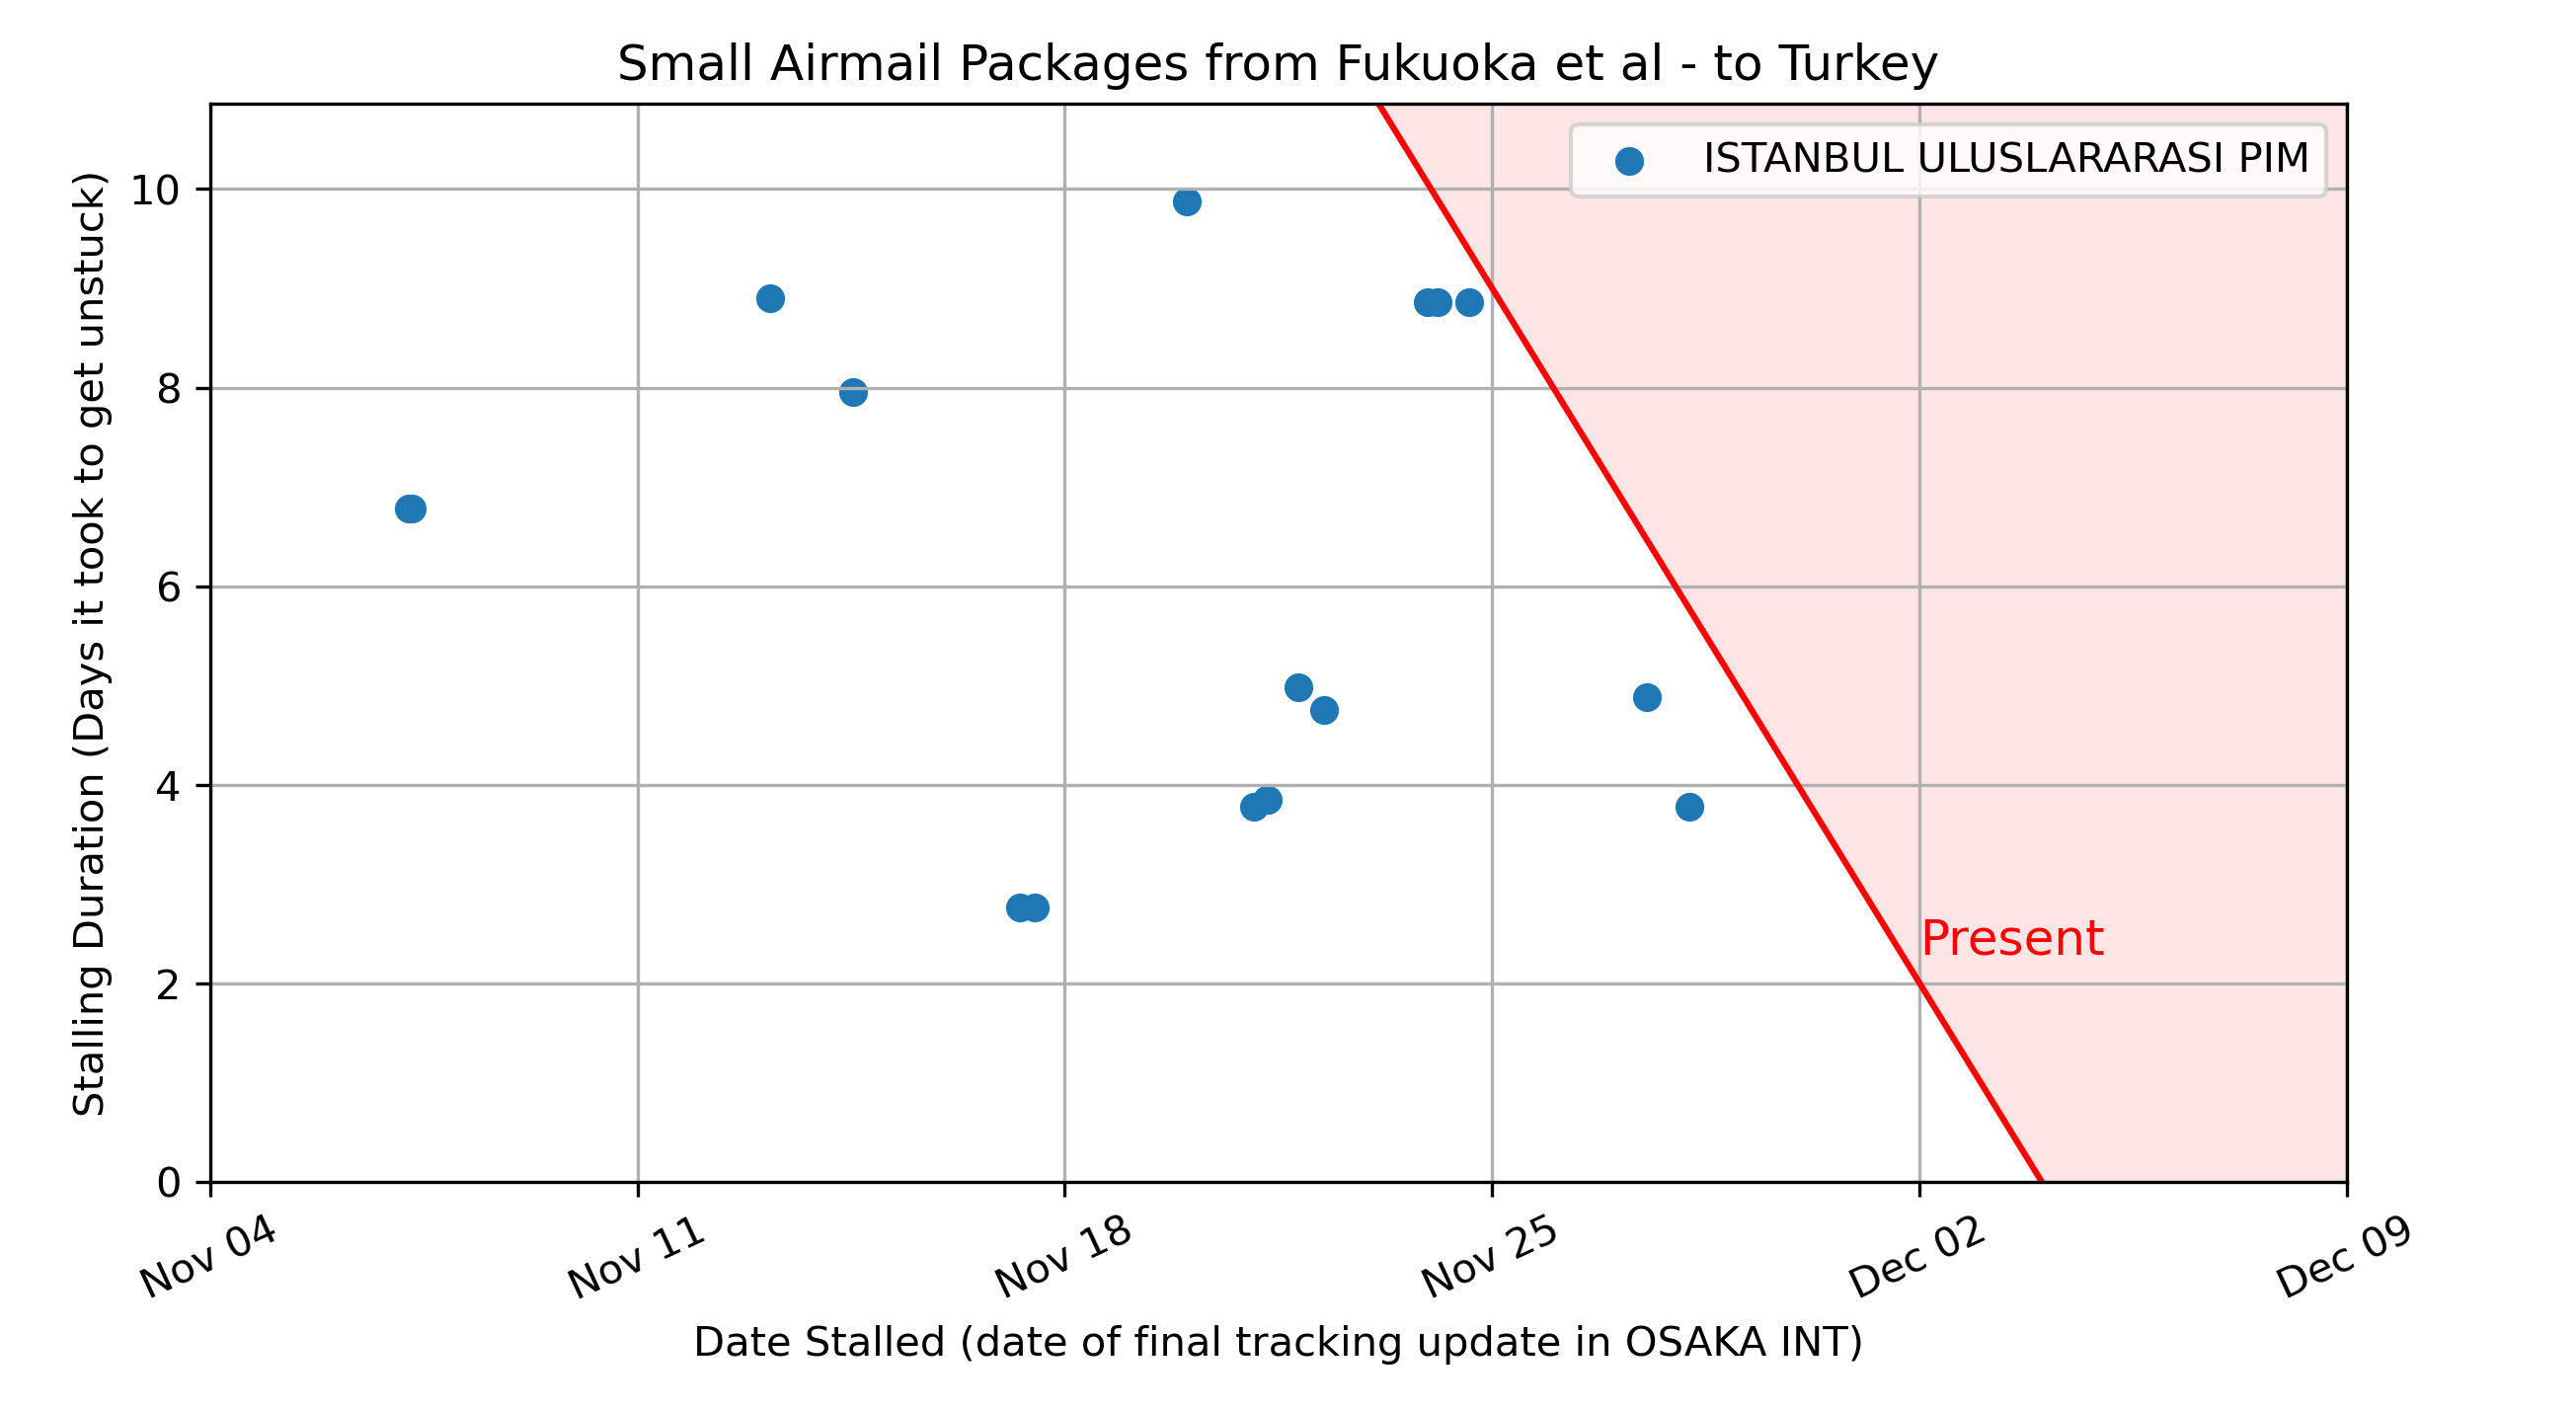 Small Airmail Packages from Fukuoka et al - to Turkey
ISTANBUL ULUSLARARASI PIM
Stalling Duration (Days it took to get unstuck)
10
8
6
4
2
0
Present
Nov 04
Nov 11
Nov 18
Nov 25
Dec 02
Dec 09
Date Stalled (date of final tracking update in OSAKA INT)